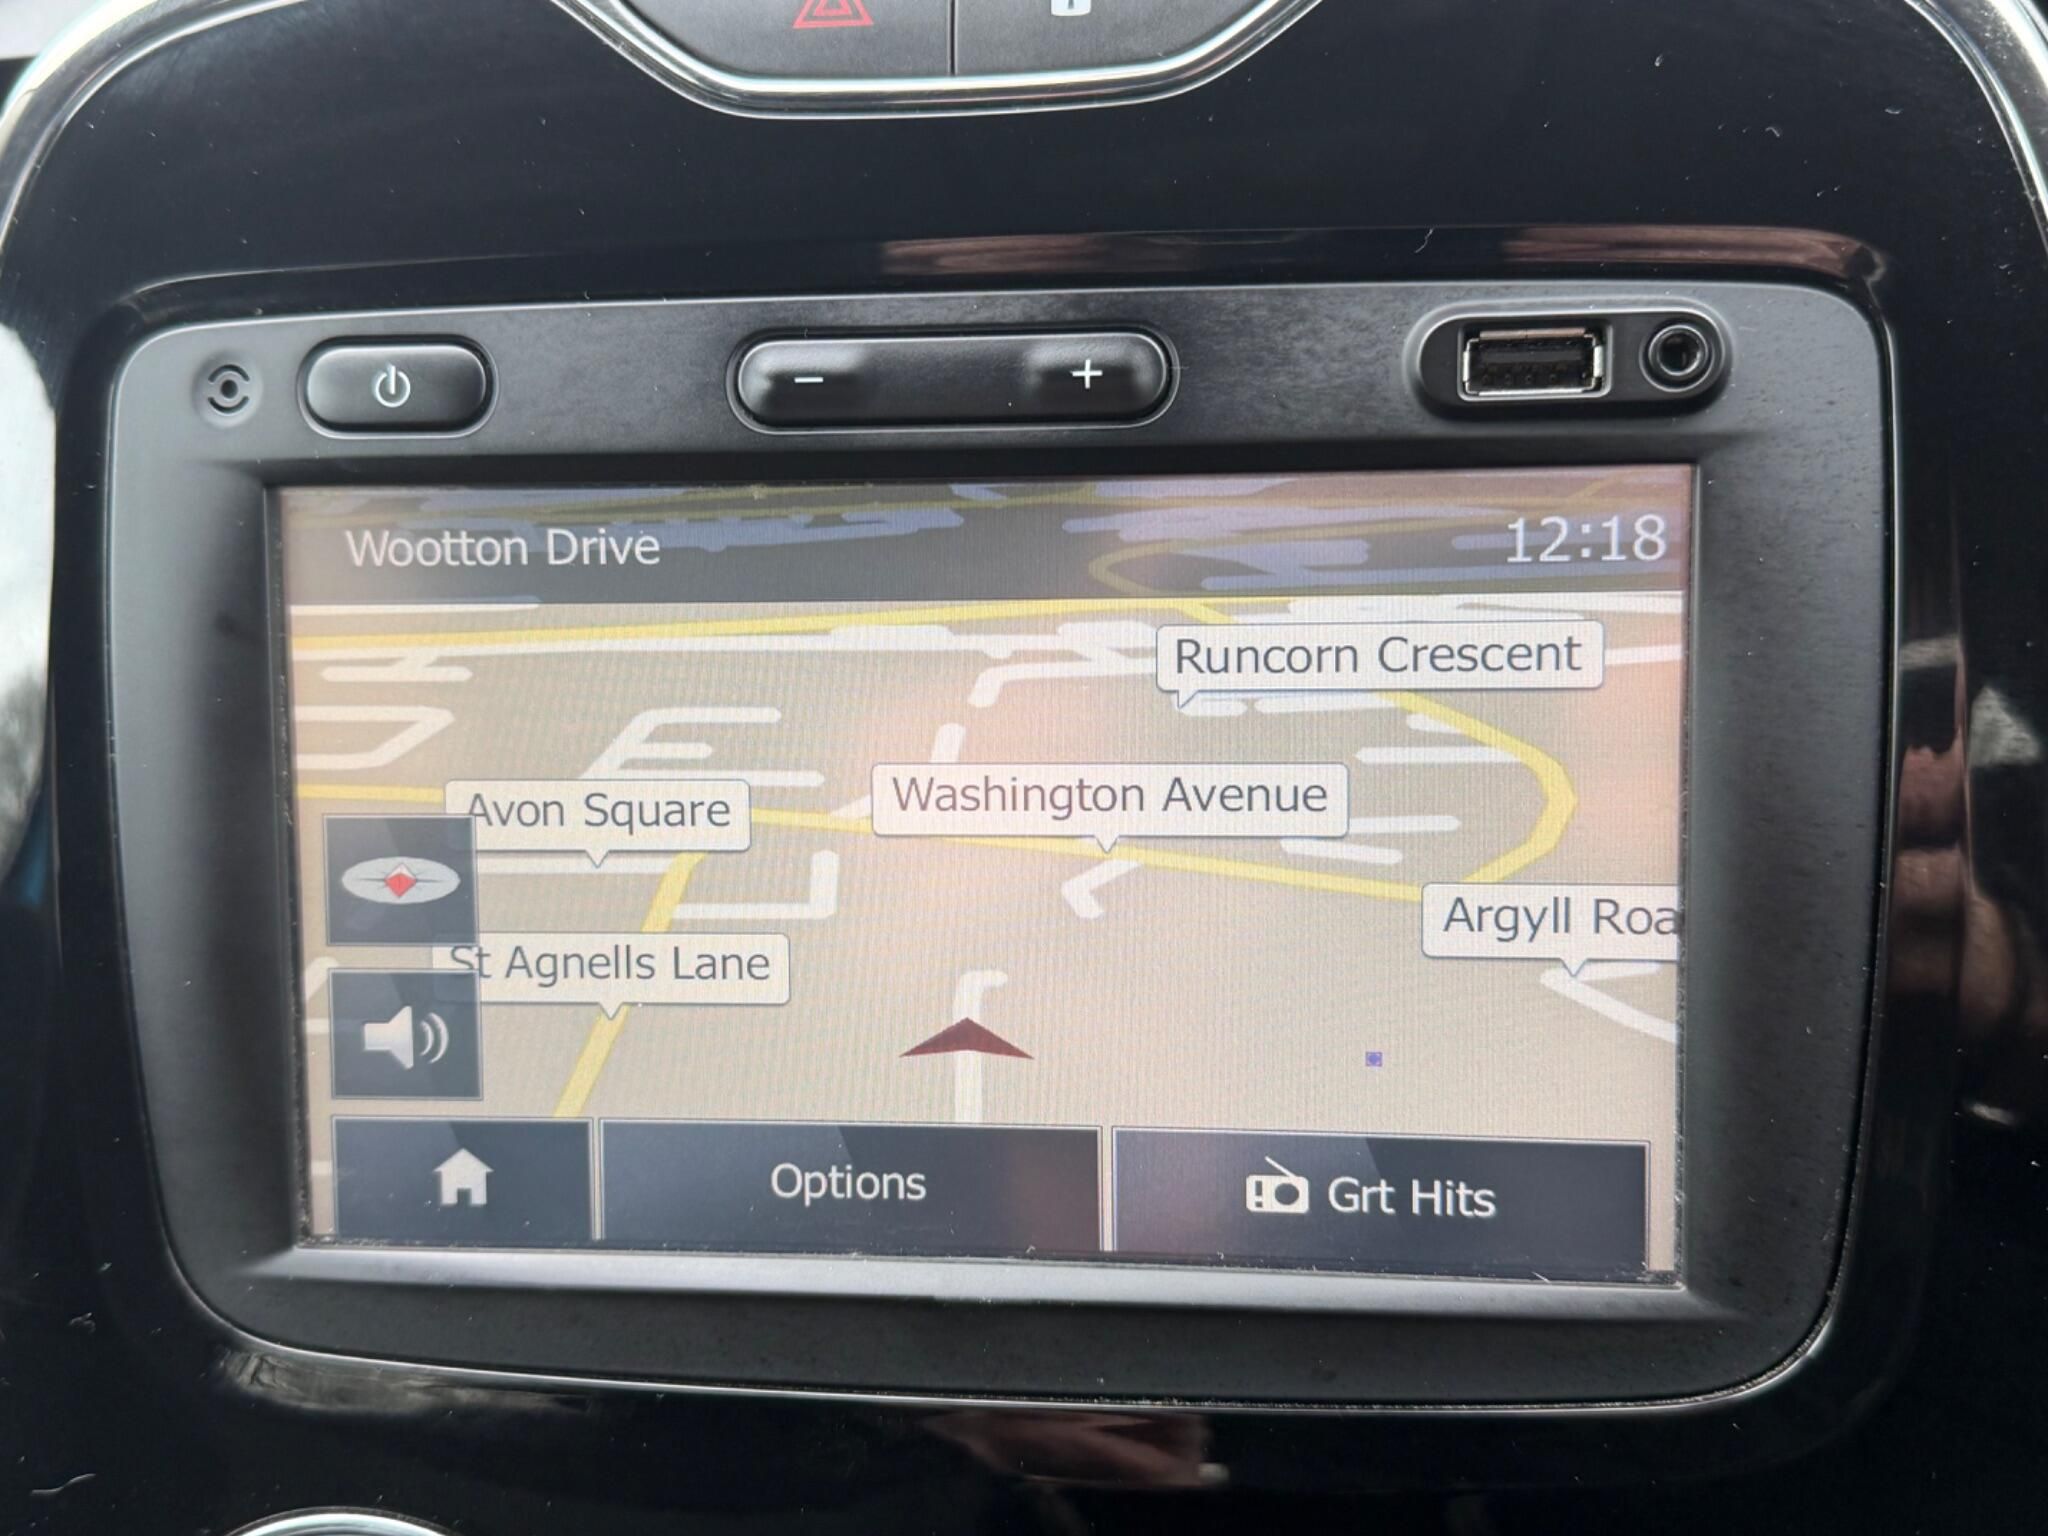 Wootton Drive
12:18
Runcorn Crescent
Washington Avenue
Avon Square
Argyll Roa
St Agnells Lane
Options
Grt Hits